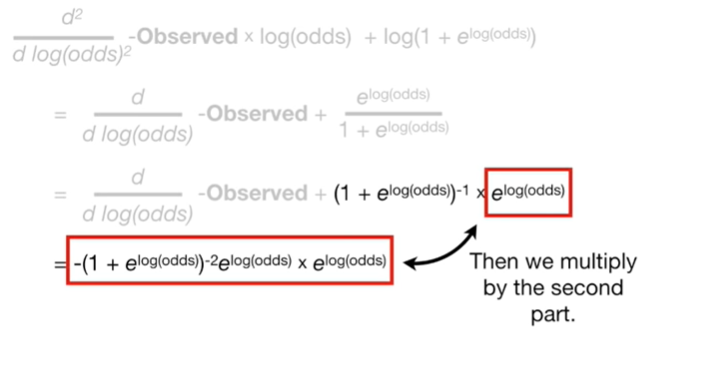 d²/d log(odds)² -Observed x log(odds) + log(1 + e^log(odds))
= d/d log(odds) -Observed + e^log(odds)/1 + e^log(odds)
= d/d log(odds) -Observed + (1 + e^log(odds))^-1 x e^log(odds)
= -(1 + e^log(odds))^-2 e^log(odds) x e^log(odds)
Then we multiply
by the second
part.